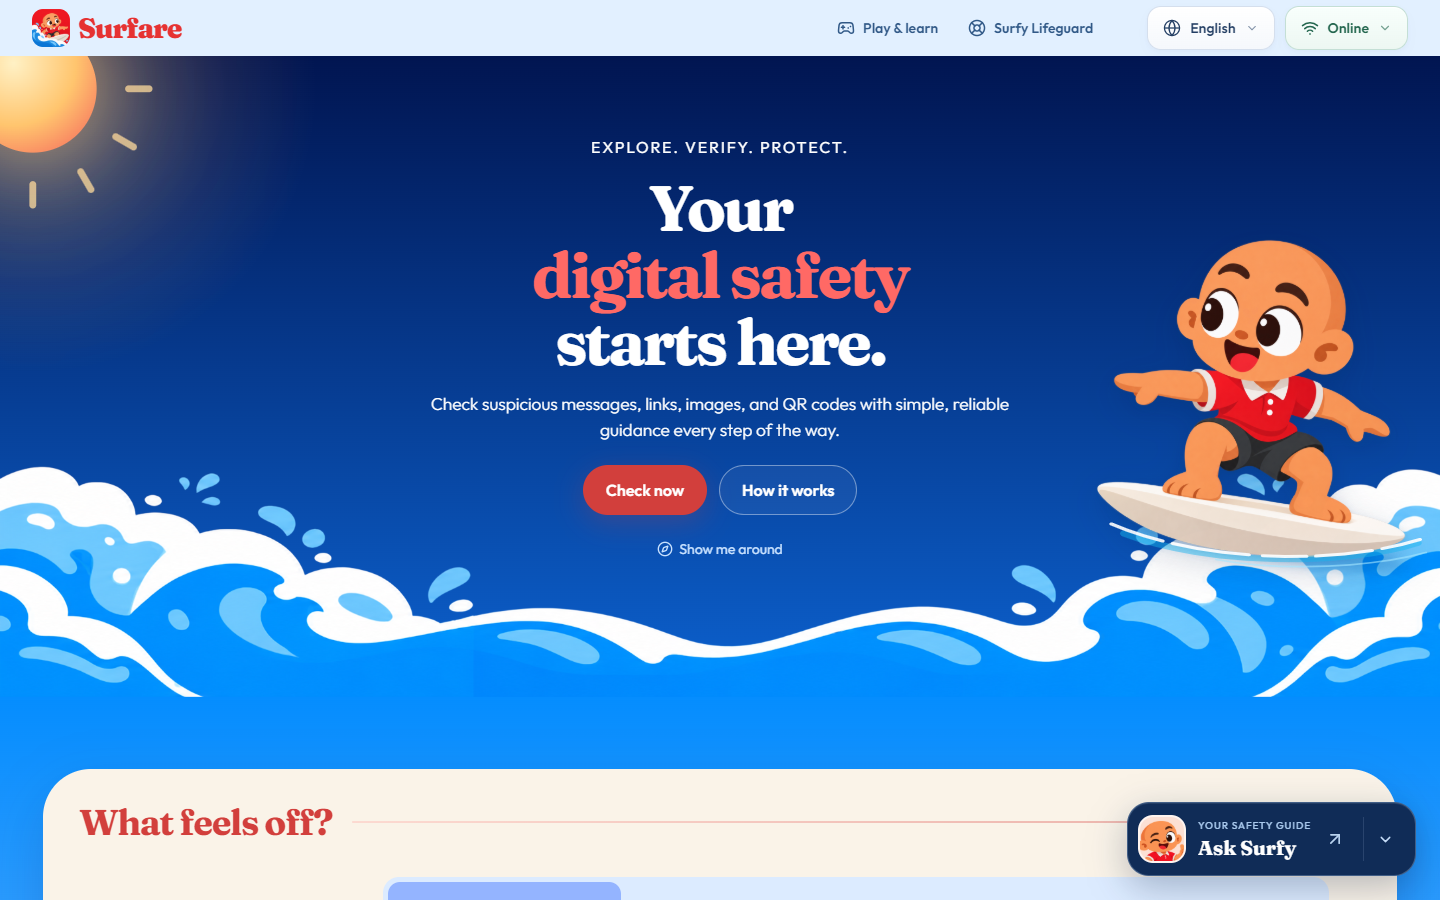 Surfare
Play & learn
Surfy Lifeguard
English
Online
EXPLORE. VERIFY. PROTECT.
Your
digital safety
starts here.
Check suspicious messages, links, images, and QR codes with simple, reliable
guidance every step of the way.
Check now
How it works
Show me around
What feels off?
YOUR SAFETY GUIDE
Ask Surfy